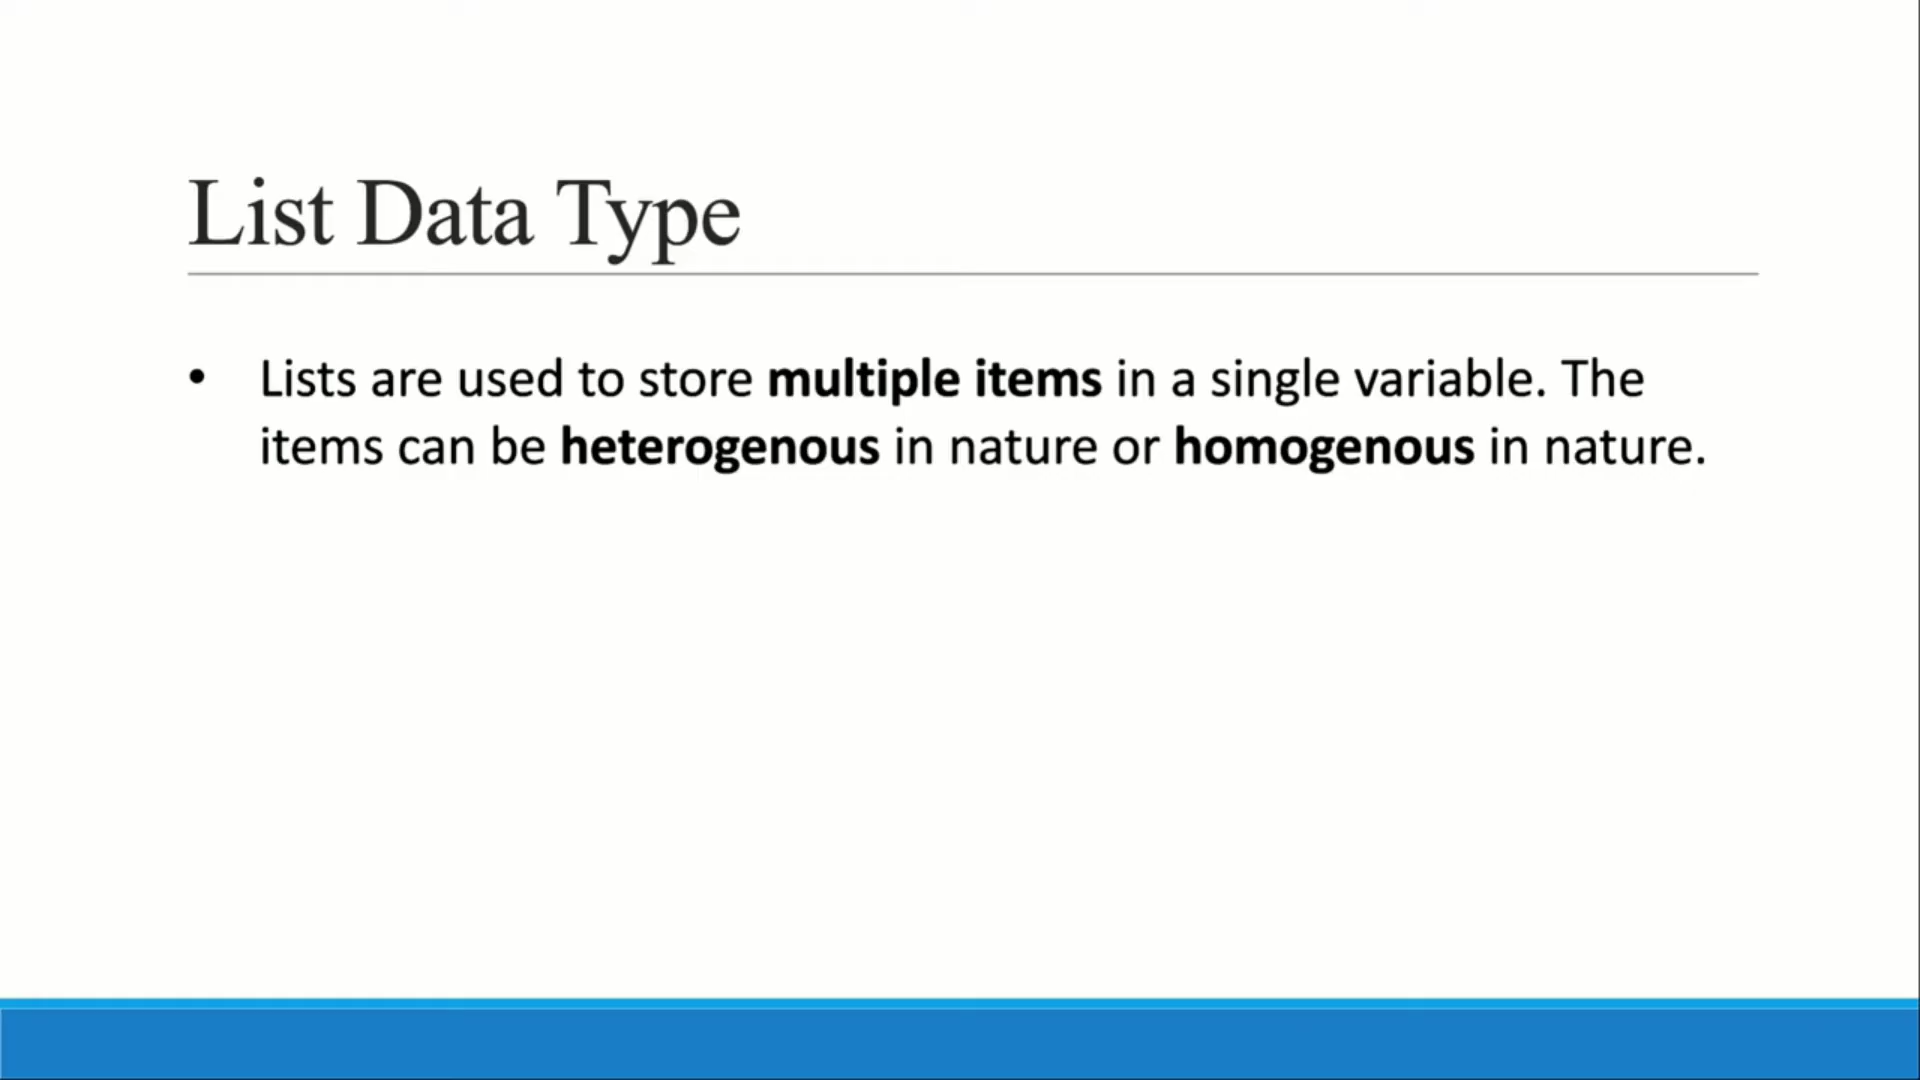 List Data Type
• Lists are used to store multiple items in a single variable. The
items can be heterogenous in nature or homogenous in nature.